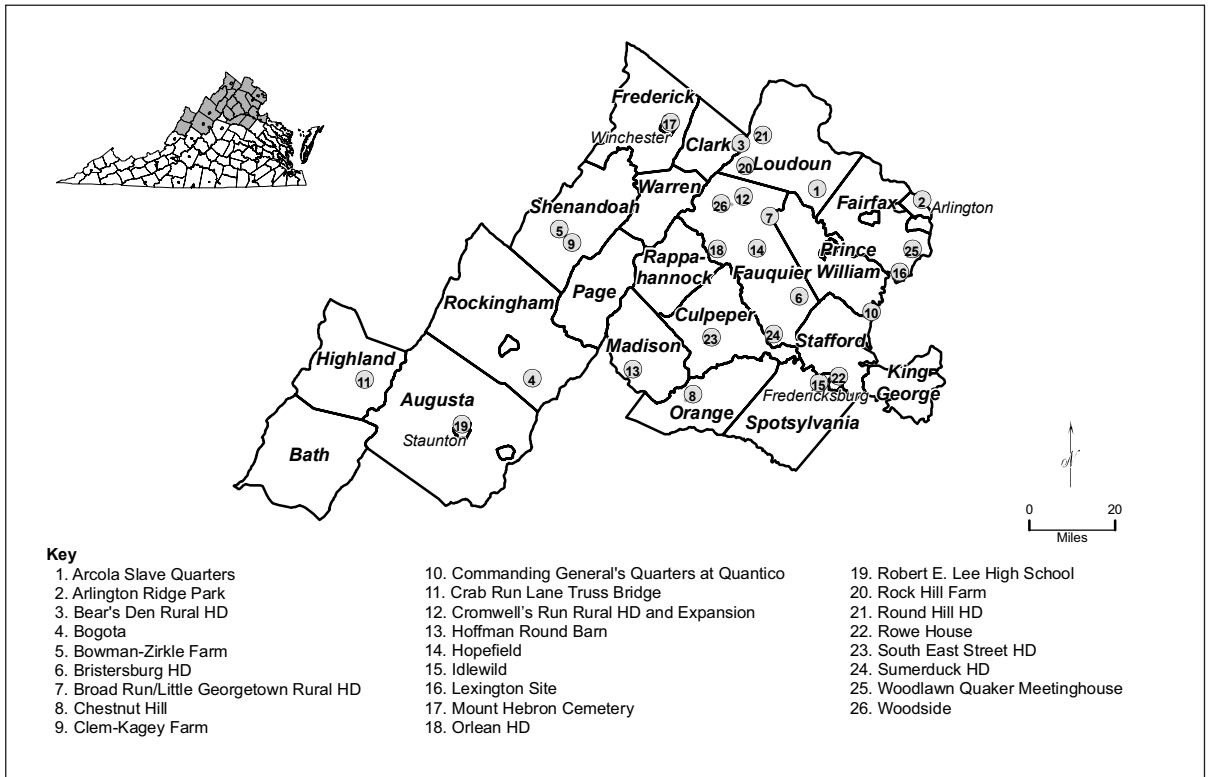 Frederick
17
Winchester
Clark
3
21
20
Loudoun
Warren
1
Shenandoah
26
12
7
Fairfax
2
Arlington
5
9
18
14
Prince
William
25
16
Rappa-
hannock
Fauquier
Page
6
10
Rockingham
Culpeper
23
24
Stafford
Madison
13
Highland
11
4
15
22
King
George
8
Fredericksburg
Orange
Spotsylvania
Augusta
19
Staunton
Bath
N
0 20
Miles
Key
1. Arcola Slave Quarters
2. Arlington Ridge Park
3. Bear's Den Rural HD
4. Bogota
5. Bowman-Zirkle Farm
6. Bristersburg HD
7. Broad Run/Little Georgetown Rural HD
8. Chestnut Hill
9. Clem-Kagey Farm
10. Commanding General's Quarters at Quantico
11. Crab Run Lane Truss Bridge
12. Cromwell's Run Rural HD and Expansion
13. Hoffman Round Barn
14. Hopefield
15. Idlewild
16. Lexington Site
17. Mount Hebron Cemetery
18. Orlean HD
19. Robert E. Lee High School
20. Rock Hill Farm
21. Round Hill HD
22. Rowe House
23. South East Street HD
24. Sumerduck HD
25. Woodlawn Quaker Meetinghouse
26. Woodside